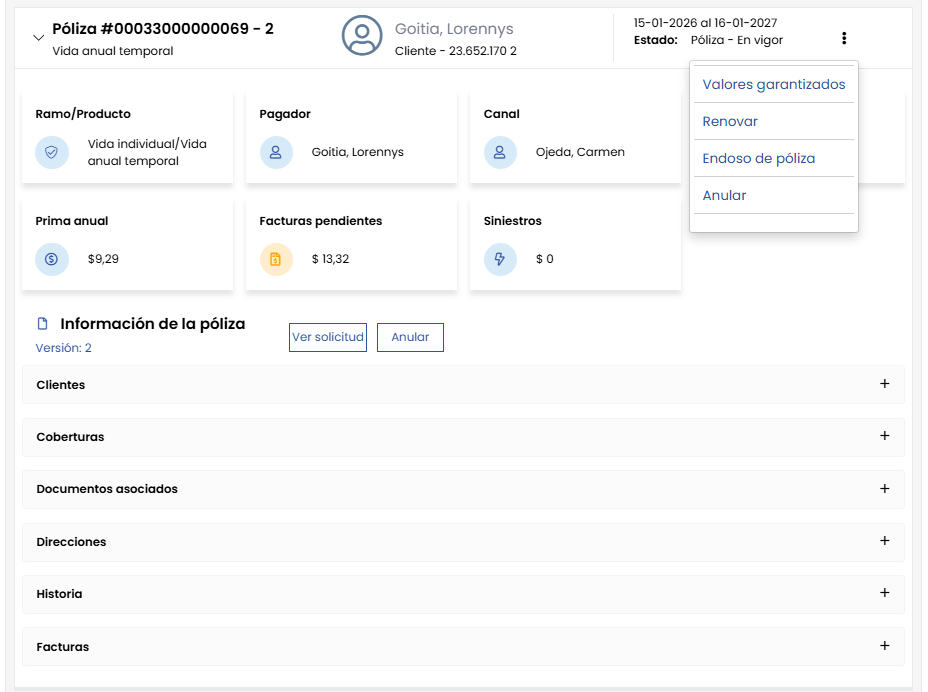 Póliza #00033000000069 - 2
Vida anual temporal
Goitia, Lorennys
Cliente - 23.652.170 2
15-01-2026 al 16-01-2027
Estado: Póliza - En vigor
Valores garantizados
Renovar
Endoso de póliza
Anular
Ramo/Producto
Vida individual/Vida
anual temporal
Pagador
Goitia, Lorennys
Canal
Ojeda, Carmen
Prima anual
$9,29
Facturas pendientes
$ 13,32
Siniestros
$ 0
Información de la póliza
Versión: 2
Ver solicitud
Anular
Clientes
Coberturas
Documentos asociados
Direcciones
Historia
Facturas